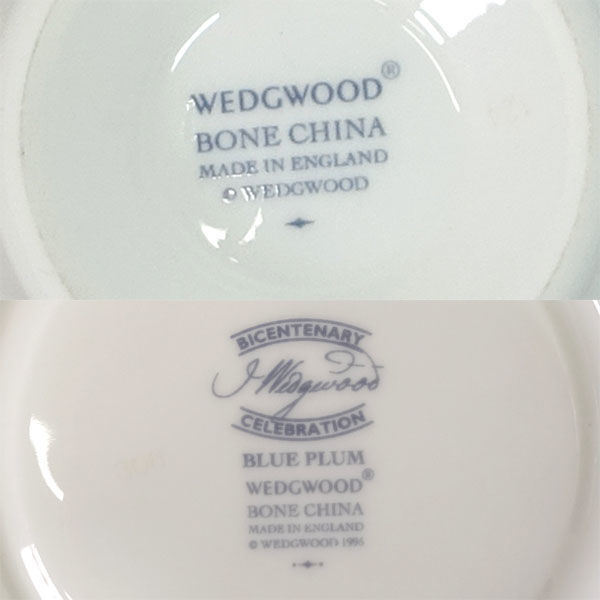 WEDGWOOD®
BONE CHINA
MADE IN ENGLAND
© WEDGWOOD
BICENTENARY
J Wedgwood
CELEBRATION
BLUE PLUM
WEDGWOOD®
BONE CHINA
MADE IN ENGLAND
© WEDGWOOD 1996